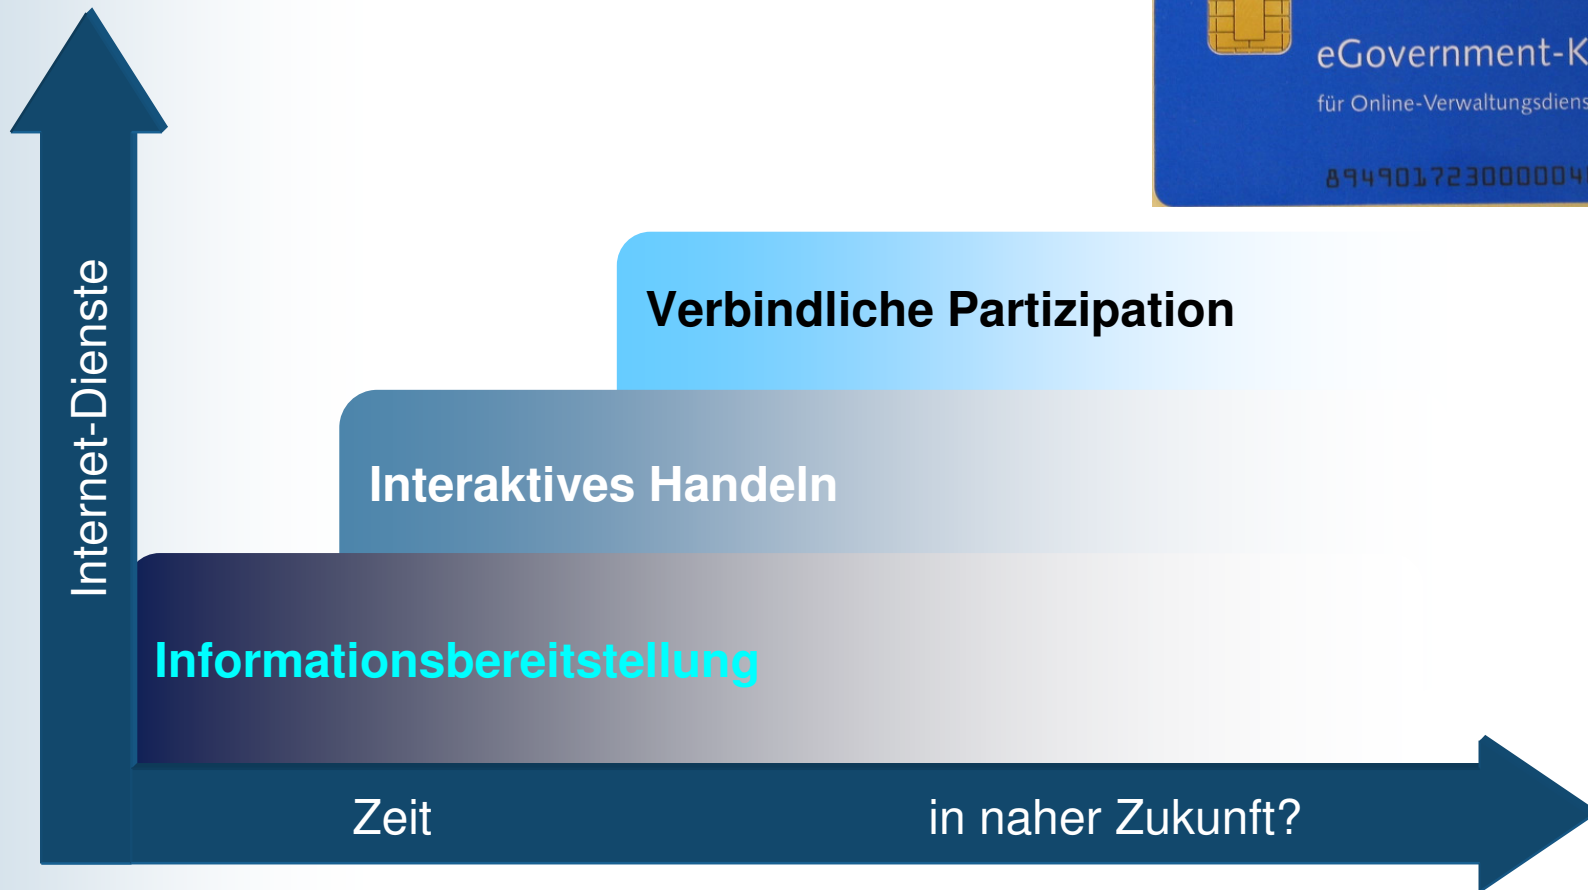 eGovernment-K
für Online-Verwaltungsdiens
Internet-Dienste
Verbindliche Partizipation
Interaktives Handeln
Informationsbereitstellung
Zeit
in naher Zukunft?